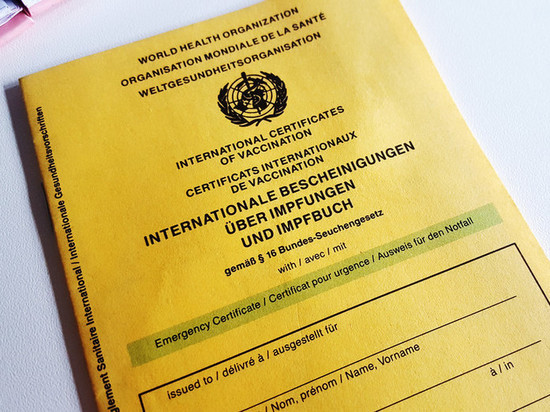 WORLD HEALTH ORGANIZATION
ORGANISATION MONDIALE DE LA SANTÉ
WELTGESUNDHEITSORGANISATION
INTERNATIONAL CERTIFICATES
OF VACCINATION
CERTIFICATS INTERNATIONAUX
DE VACCINATION
INTERNATIONALE BESCHEINIGUNGEN
ÜBER IMPFUNGEN
UND IMPFBUCH
gemäß § 16 Bundes-Seuchengesetz
with / avec / mit
Emergency Certificate / Certificat pour urgence / Ausweis für den Notfall
issued to / délivré à / ausgestellt für
/ Nom, prénom / Name, Vorname
à / in
Sanitaire International / Internationale Gesundheitsvorschriften